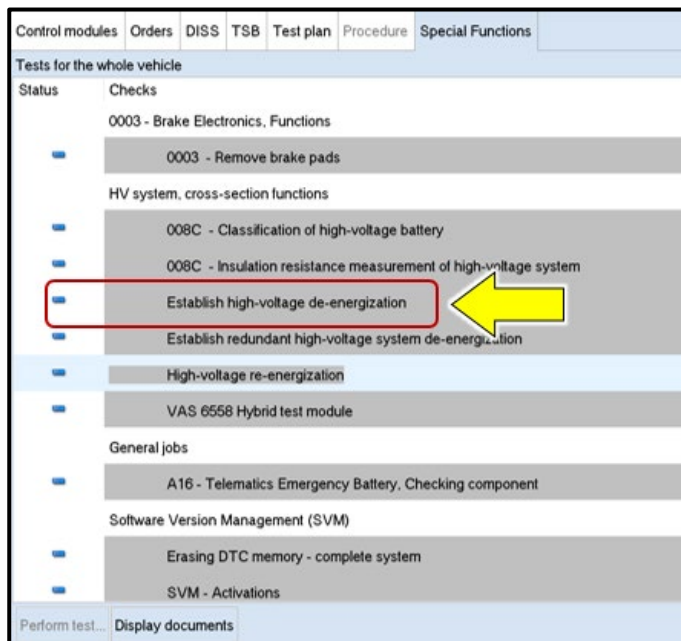 Control modules Orders DISS TSB Test plan Procedure Special Functions
Tests for the whole vehicle
Status Checks
0003 - Brake Electronics, Functions
0003 - Remove brake pads
HV system, cross-section functions
008C - Classification of high-voltage battery
008C - Insulation resistance measurement of high-voltage system
Establish high-voltage de-energization
Establish redundant high-voltage system de-energization
High-voltage re-energization
VAS 6558 Hybrid test module
General jobs
A16 - Telematics Emergency Battery, Checking component
Software Version Management (SVM)
Erasing DTC memory - complete system
SVM - Activations
Perform test... Display documents